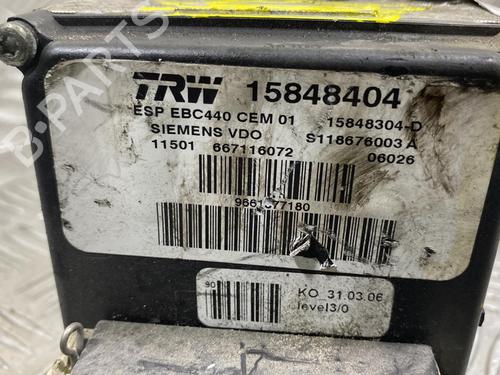 TRW 15848404
ESP EBC440 CEM 01 15848304-D
SIEMENS VDO S118676003 A
11501 667116072 06026
90
KO 31.03.06
level3/0
B-PARTS